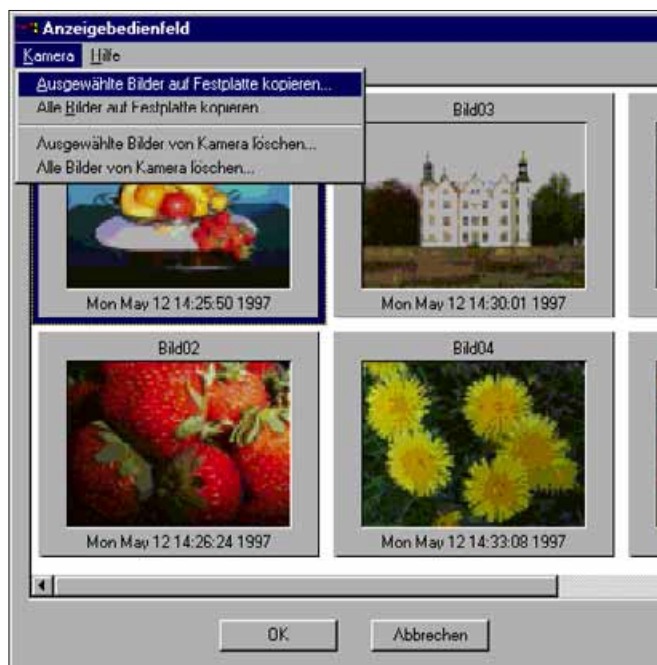 Anzeigebedienfeld
Kamera Hilfe
Ausgewählte Bilder auf Festplatte kopieren...
Alle Bilder auf Festplatte kopieren
Ausgewählte Bilder von Kamera löschen...
Alle Bilder von Kamera löschen...
Bild03
Mon May 12 14:25:50 1997
Mon May 12 14:30:01 1997
Bild02
Bild04
Mon May 12 14:26:24 1997
Mon May 12 14:33:08 1997
OK
Abbrechen